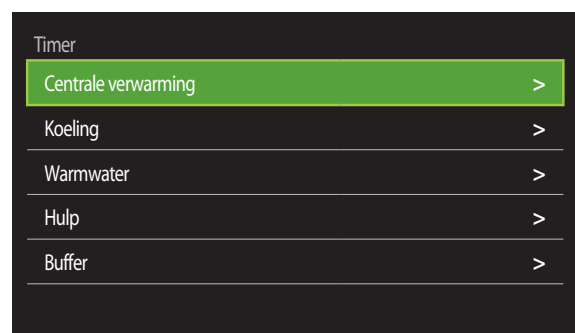 Timer
Centrale verwarming >
Koeling >
Warmwater >
Hulp >
Buffer >